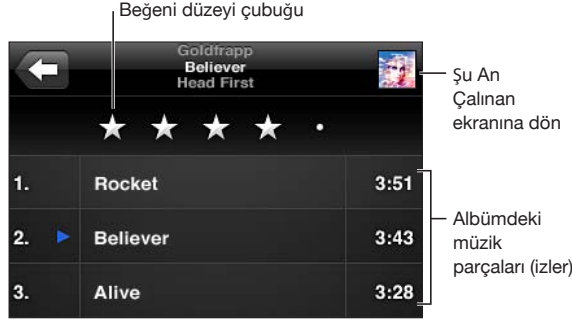 Beğeni düzeyi çubuğu
Goldfrapp
Believer
Head First
Şu An
Çalınan
ekranına dön
1. Rocket 3:51
2. Believer 3:43
3. Alive 3:28
Albümdeki
müzik
parçaları (izler)